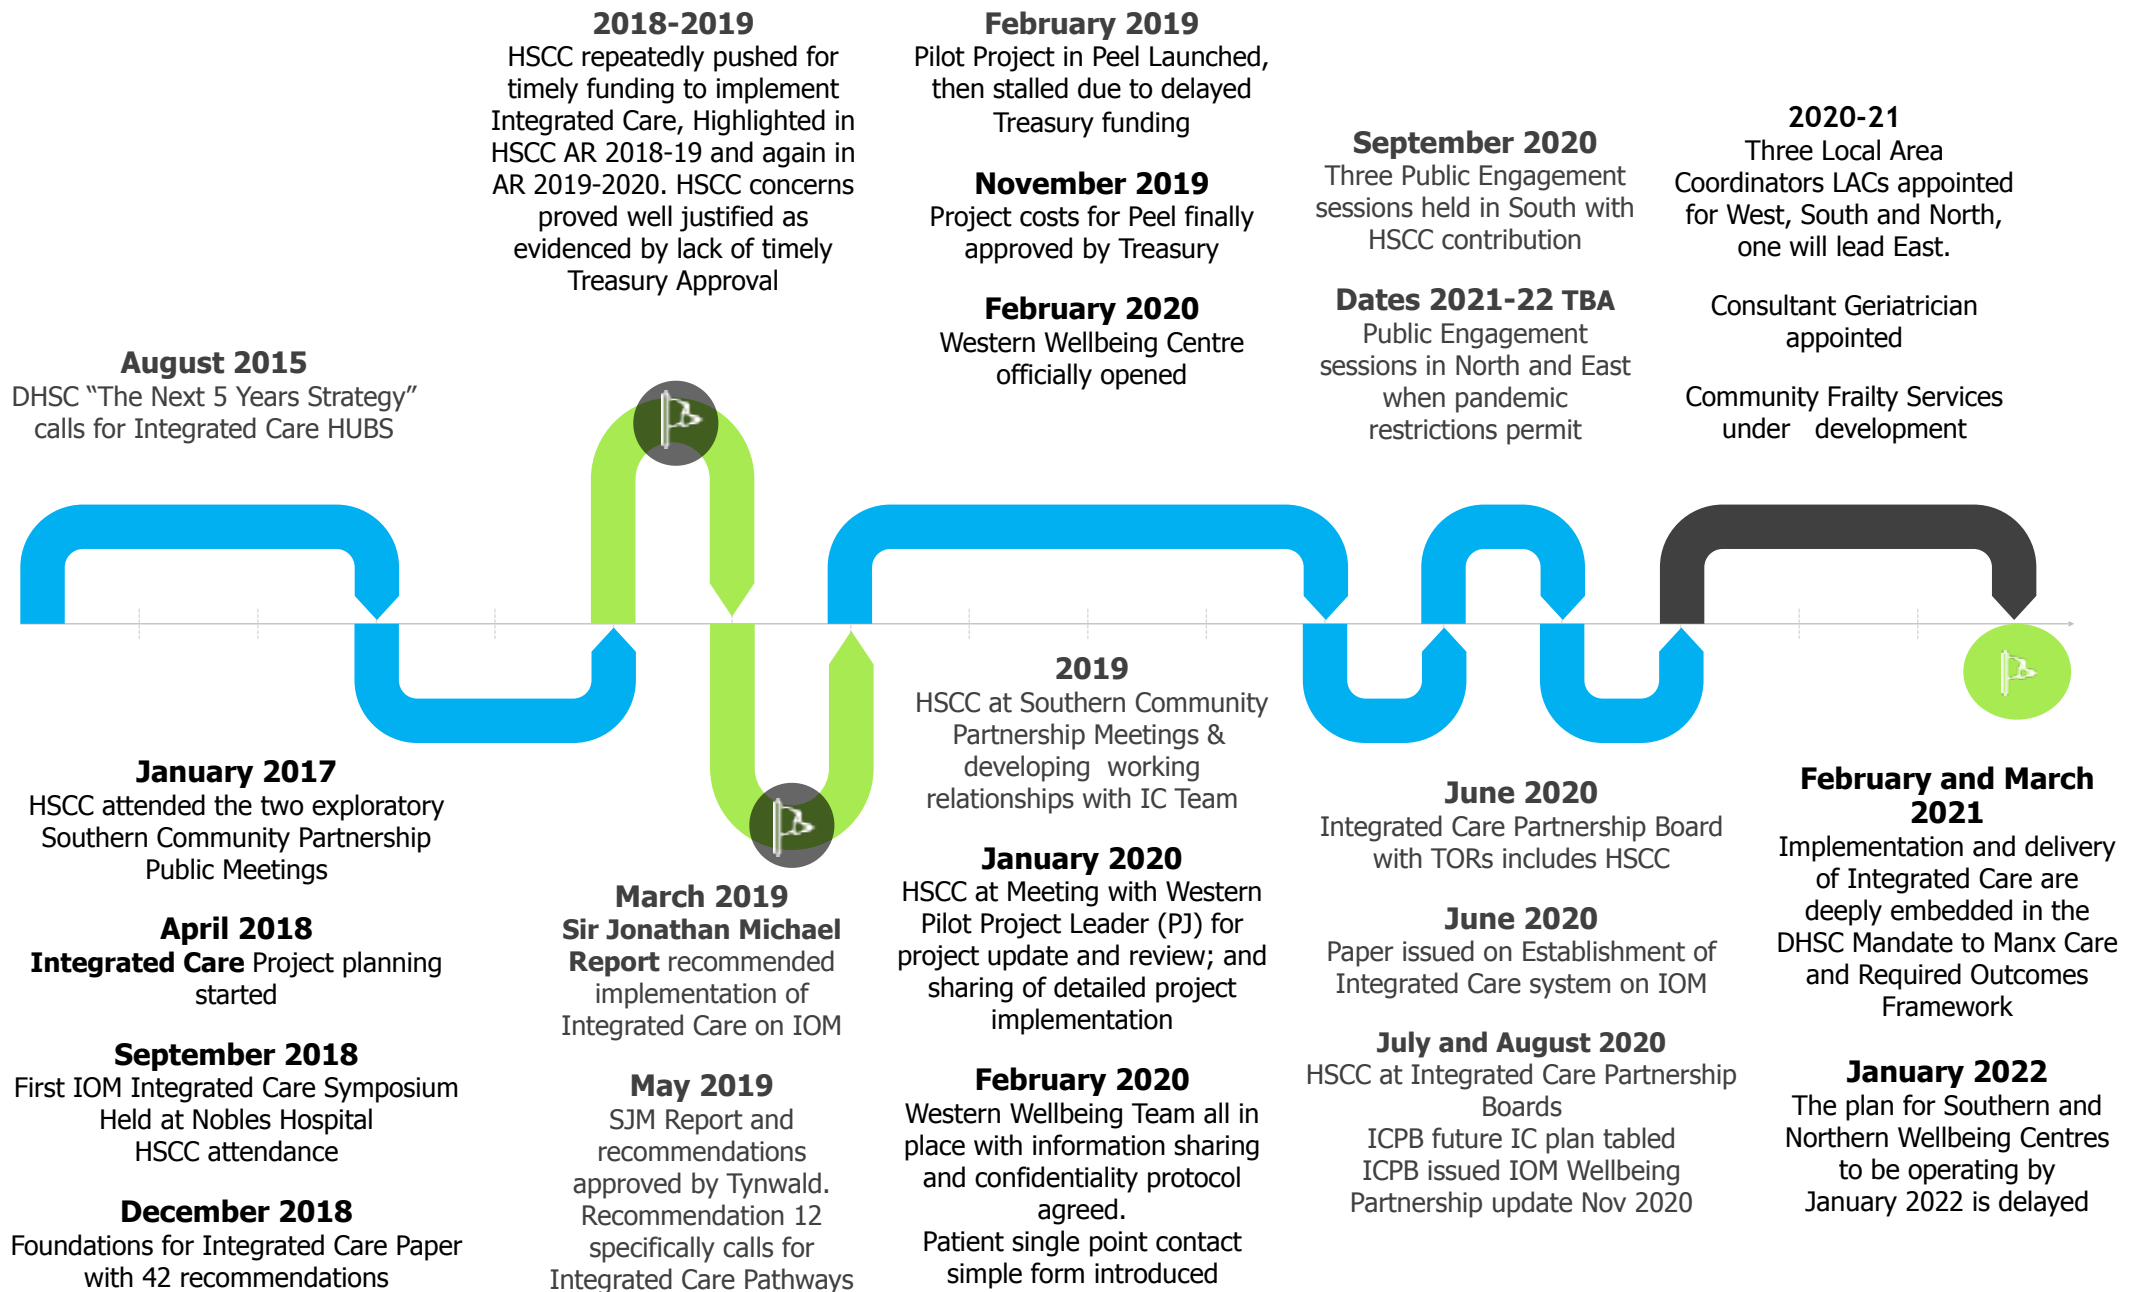 August 2015
DHSC “The Next 5 Years Strategy”
calls for Integrated Care HUBS
January 2017
HSCC attended the two exploratory
Southern Community Partnership
Public Meetings
April 2018
Integrated Care Project planning
started
September 2018
First IOM Integrated Care Symposium
Held at Nobles Hospital
HSCC attendance
December 2018
Foundations for Integrated Care Paper
with 42 recommendations
2018-2019
HSCC repeatedly pushed for
timely funding to implement
Integrated Care, Highlighted in
HSCC AR 2018-19 and again in
AR 2019-2020. HSCC concerns
proved well justified as
evidenced by lack of timely
Treasury Approval
March 2019
Sir Jonathan Michael
Report recommended
implementation of
Integrated Care on IOM
May 2019
SJM Report and
recommendations
approved by Tynwald.
Recommendation 12
specifically calls for
Integrated Care Pathways
February 2019
Pilot Project in Peel Launched,
then stalled due to delayed
Treasury funding
November 2019
Project costs for Peel finally
approved by Treasury
February 2020
Western Wellbeing Centre
officially opened
2019
HSCC at Southern Community
Partnership Meetings &
developing working
relationships with IC Team
January 2020
HSCC at Meeting with Western
Pilot Project Leader (PJ) for
project update and review; and
sharing of detailed project
implementation
February 2020
Western Wellbeing Team all in
place with information sharing
and confidentiality protocol
agreed.
Patient single point contact
simple form introduced
September 2020
Three Public Engagement
sessions held in South with
HSCC contribution
Dates 2021-22 TBA
Public Engagement
sessions in North and East
when pandemic
restrictions permit
June 2020
Integrated Care Partnership Board
with TORs includes HSCC
June 2020
Paper issued on Establishment of
Integrated Care system on IOM
July and August 2020
HSCC at Integrated Care Partnership
Boards
ICPB future IC plan tabled
ICPB issued IOM Wellbeing
Partnership update Nov 2020
2020-21
Three Local Area
Coordinators LACs appointed
for West, South and North,
one will lead East.
Consultant Geriatrician
appointed
Community Frailty Services
under development
February and March
2021
Implementation and delivery
of Integrated Care are
deeply embedded in the
DHSC Mandate to Manx Care
and Required Outcomes
Framework
January 2022
The plan for Southern and
Northern Wellbeing Centres
to be operating by
January 2022 is delayed